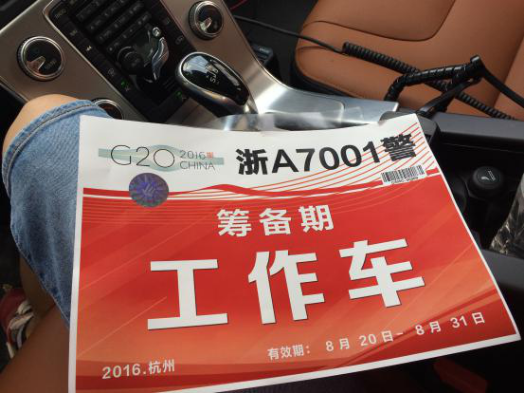 G20 2016 CHINA
浙A7001警
筹备期
工作车
有效期: 8月20日-8月31日
2016.杭州